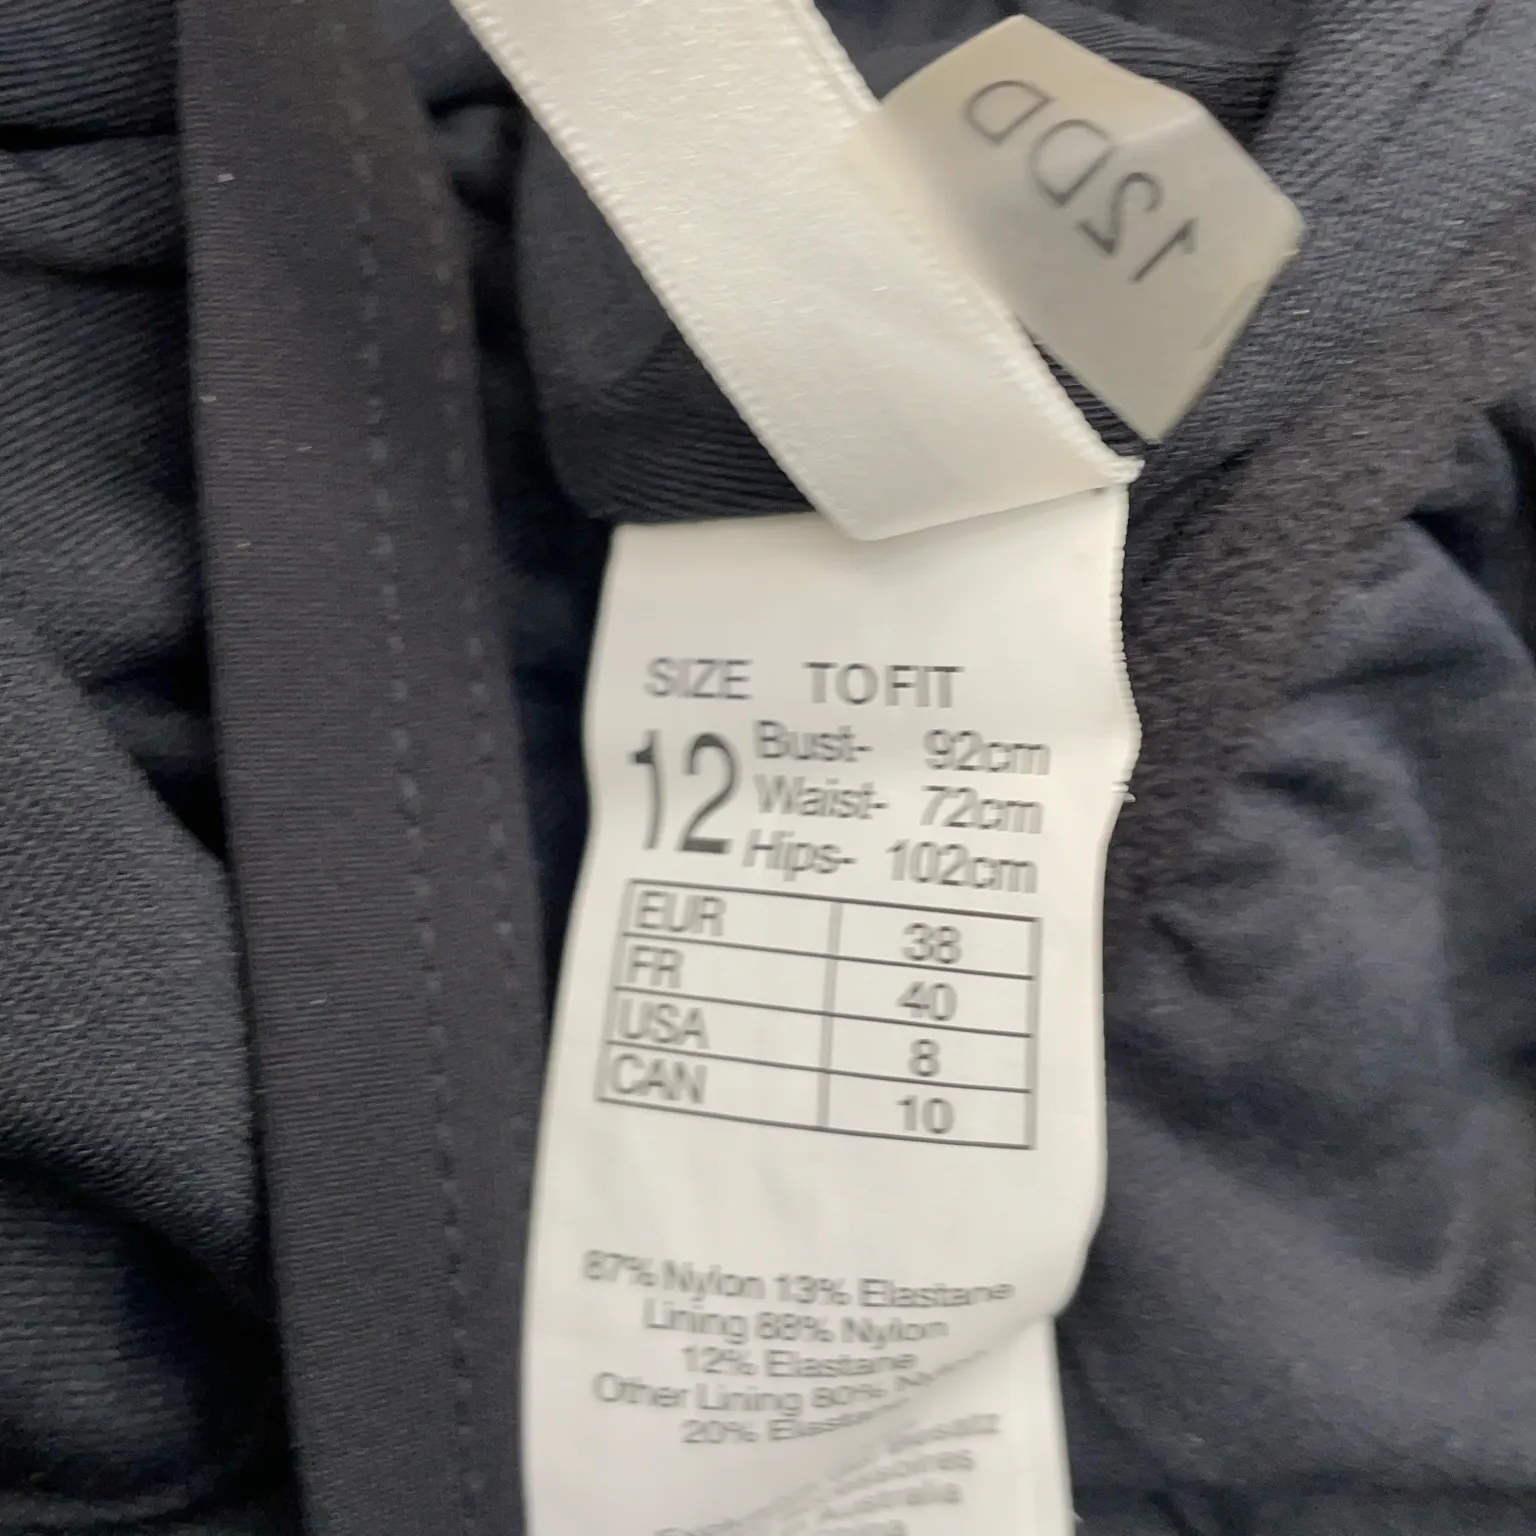 12DD
SIZE TO FIT
12 Bust- 92cm
Waist- 72cm
Hips- 102cm
EUR 38
FR 40
USA 8
CAN 10
87% Nylon 13% Elastane
Lining 88% Nylon
12% Elastane
Other Lining 80%
20%
Australia